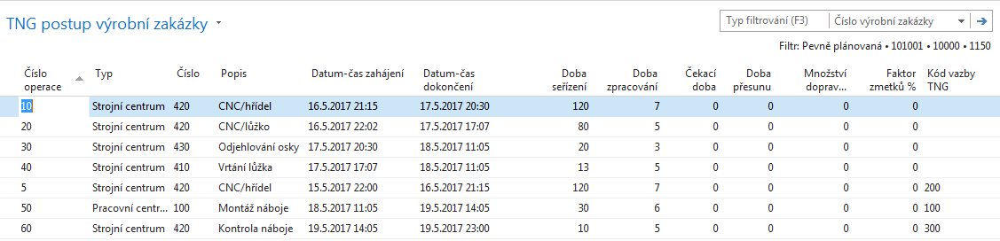 TNG postup výrobní zakázky
Typ filtrování (F3) Číslo výrobní zakázky
Filtr: Pevně plánovaná • 101001 • 10000 • 1150
Číslo operace Typ Číslo Popis Datum-čas zahájení Datum-čas dokončení Doba seřízení Doba zpracování Čekací doba Doba přesunu Množství doprav... Faktor zmetků % Kód vazby TNG
10 Strojní centrum 420 CNC/hřídel 16.5.2017 21:15 17.5.2017 20:30 120 7 0 0 0 0
20 Strojní centrum 420 CNC/lůžko 16.5.2017 22:02 17.5.2017 17:07 80 5 0 0 0 0
30 Strojní centrum 430 Odjehlování osky 17.5.2017 20:30 18.5.2017 11:05 20 3 0 0 0 0
40 Strojní centrum 410 Vrtání lůžka 17.5.2017 17:07 18.5.2017 11:05 13 5 0 0 0 0
5 Strojní centrum 420 CNC/hřídel 15.5.2017 22:00 16.5.2017 21:15 120 7 0 0 0 0 200
50 Pracovní centr... 100 Montáž náboje 18.5.2017 11:05 19.5.2017 14:05 30 6 0 0 0 0 100
60 Strojní centrum 420 Kontrola náboje 19.5.2017 14:05 19.5.2017 23:00 10 5 0 0 0 0 300